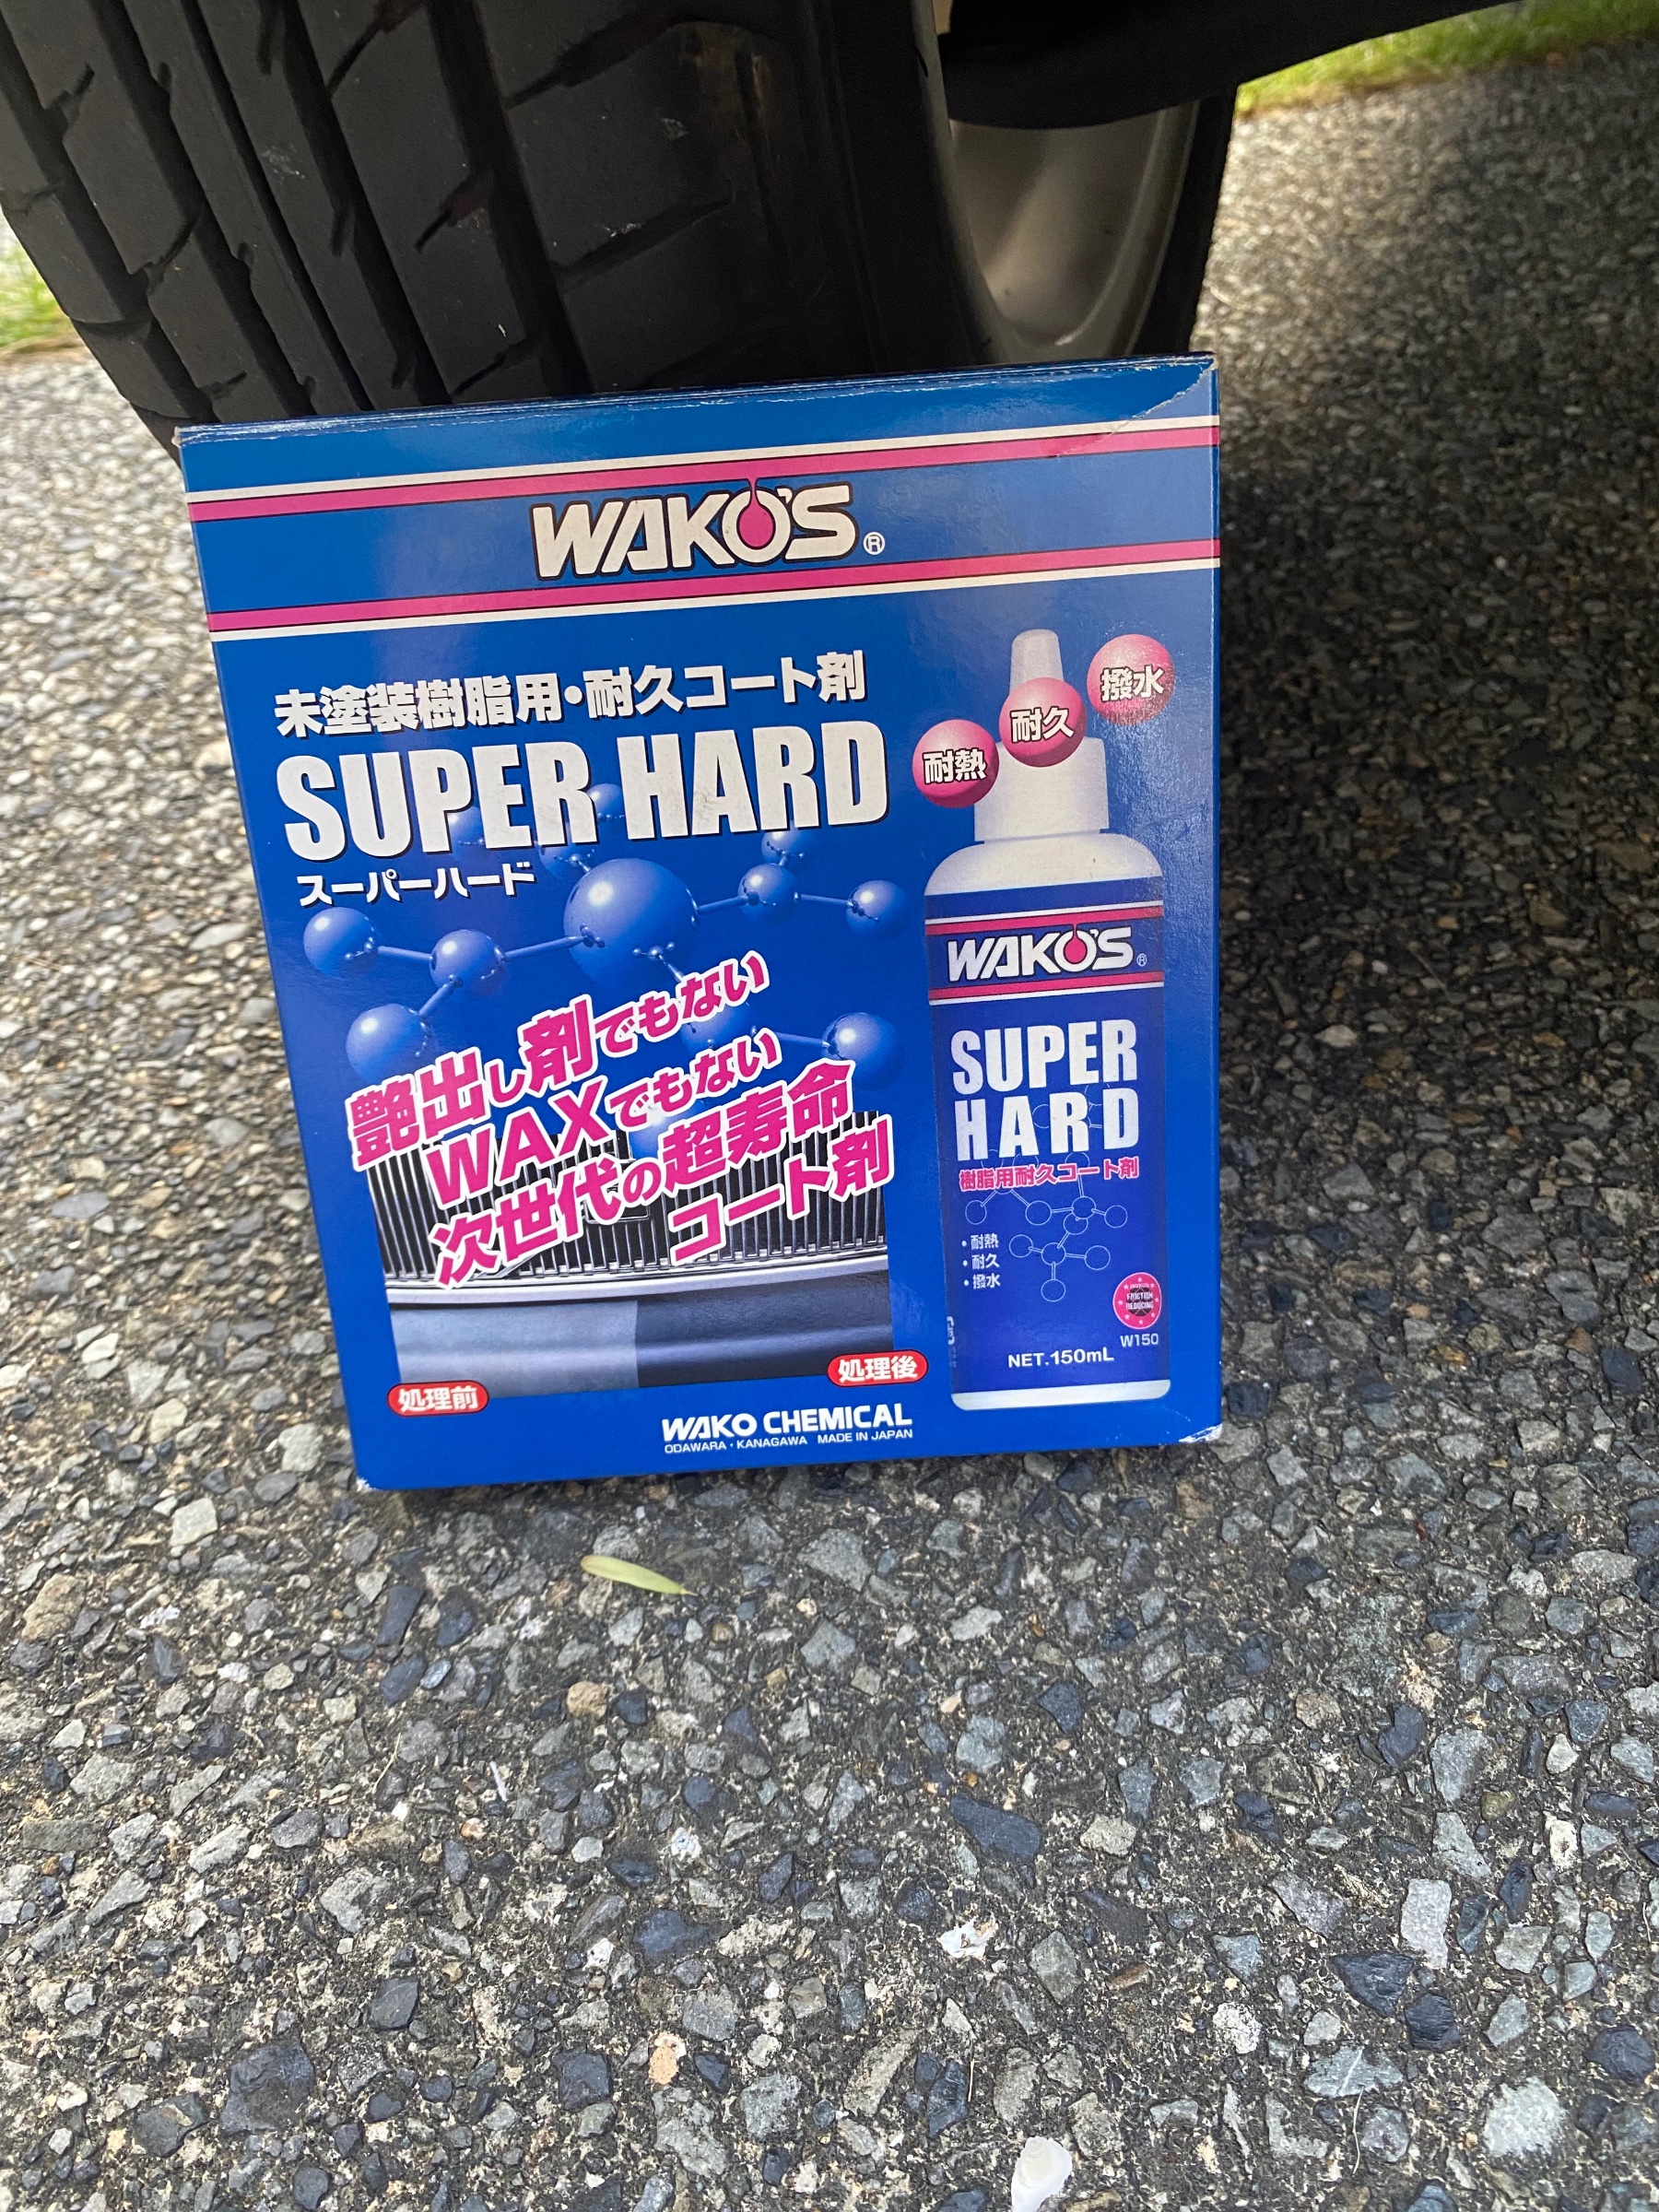 WAKO'S®
未塗装樹脂用・耐久コート剤
SUPER HARD
スーパーハード
耐熱
耐久
撥水
艶出し剤でもない
WAXでもない
次世代の超寿命
コート剤
処理前
処理後
WAKO CHEMICAL
ODAWARA・KANAGAWA MADE IN JAPAN
WAKO'S®
SUPER
HARD
樹脂用耐久コート剤
・耐熱
・耐久
・撥水
FRICTION
REDUCING
W150
NET.150mL